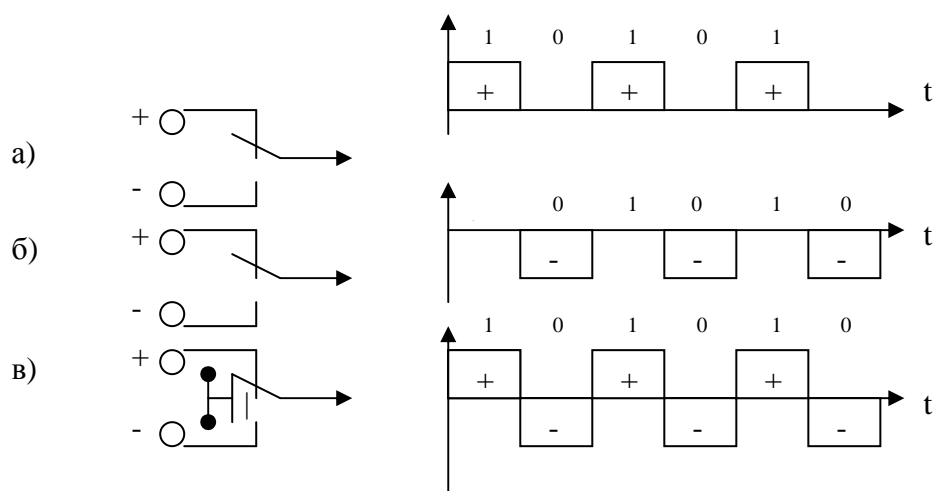 1 0 1 0 1
+ + +
t
+
а)
-
0 1 0 1 0
+
- - -
t
б)
-
1 0 1 0 1 0
+
+ + +
в)
t
-
- - -